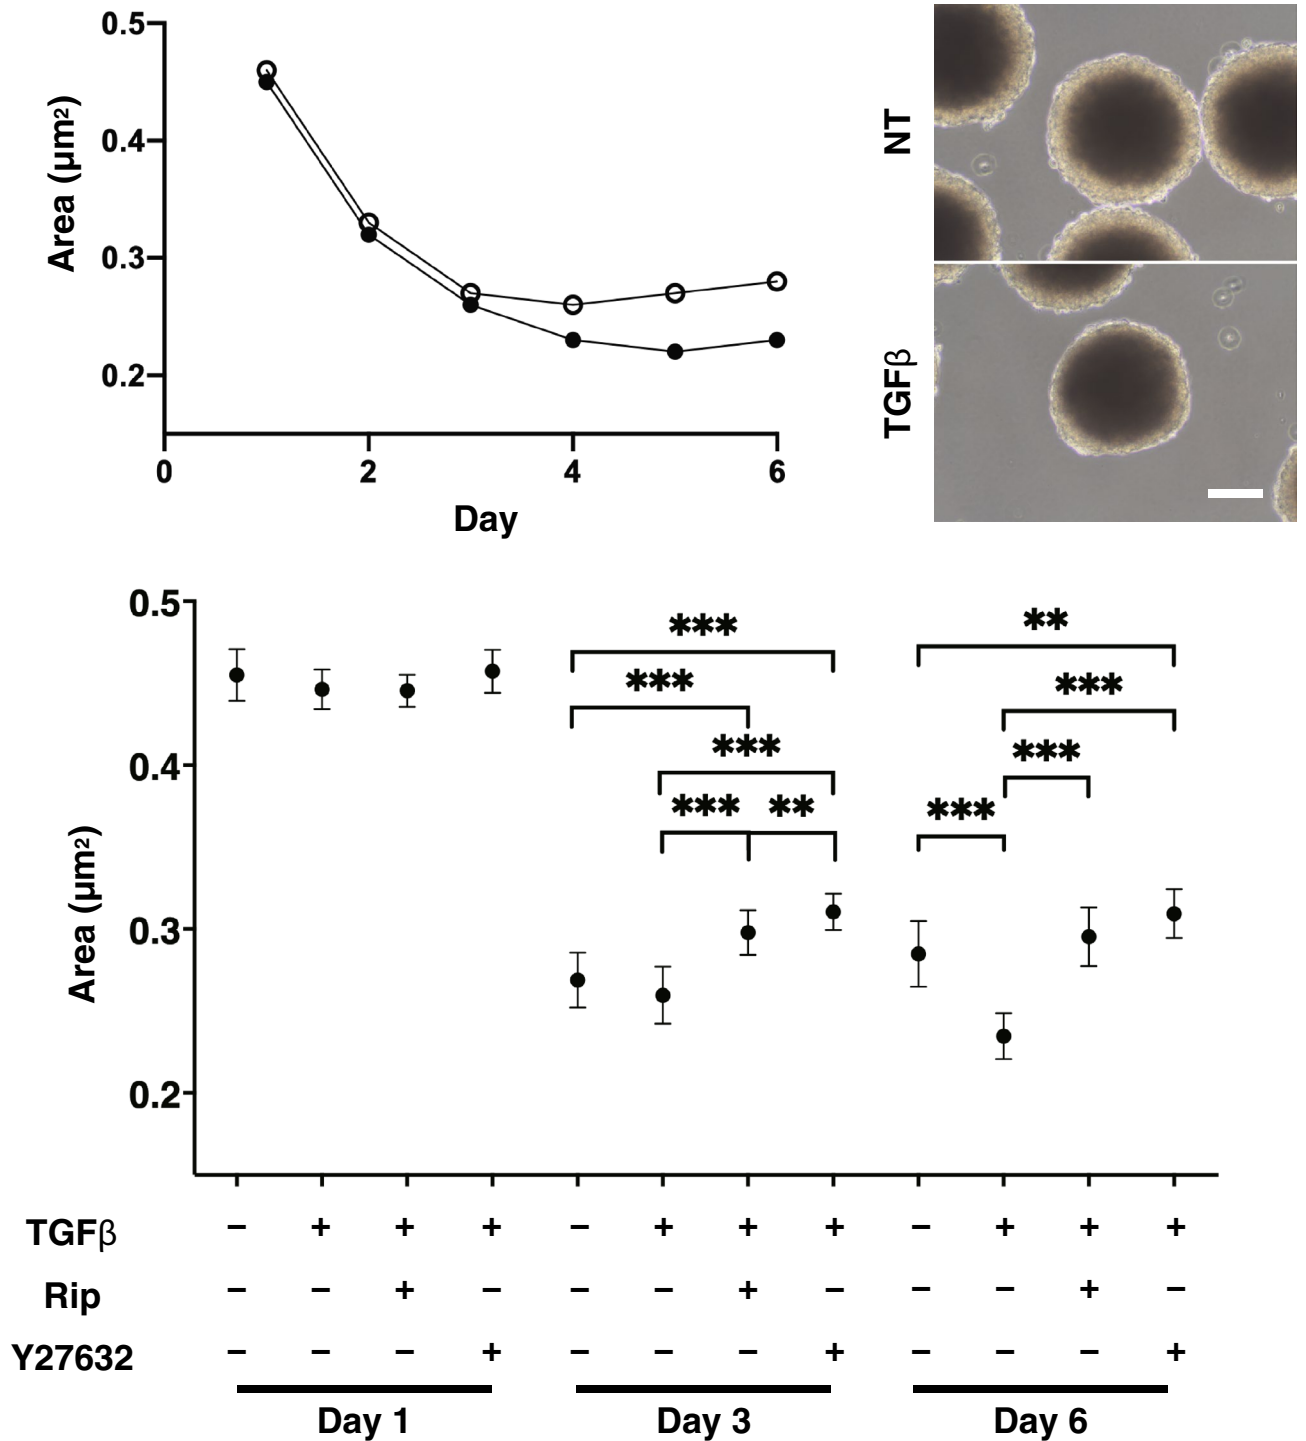 0.5
0.4
0.3
0.2
Area (µm²)
0 2 4 6
Day
NT
TGFβ
0.5
0.4
0.3
0.2
Area (µm²)
*** **
*** ***
*** ***
*** ** ***
TGFβ − + + + − + + + − + + +
Rip − − + − − − + − − − + −
Y27632 − − − + − − − + − − − +
Day 1 Day 3 Day 6